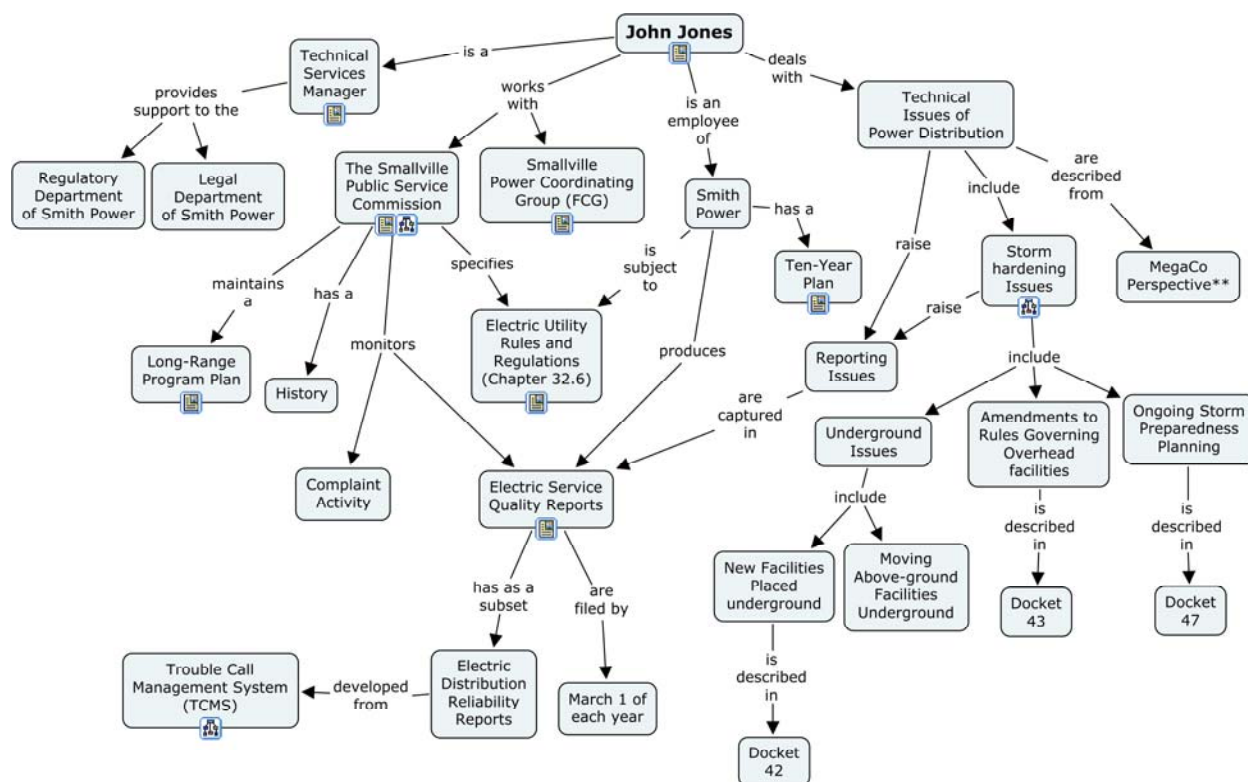 John Jones
is a
deals
with
Technical
Services
Manager
works
with
is an
employee
of
Technical
Issues of
Power Distribution
provides
support to the
Regulatory
Department
of Smith Power
Legal
Department
of Smith Power
The Smallville
Public Service
Commission
Smallville
Power Coordinating
Group (FCG)
Smith
Power
has a
include
are
described
from
raise
Ten-Year
Plan
Storm
hardening
Issues
MegaCo
Perspective**
maintains
a
has a
specifies
is
subject
to
raise
Long-Range
Program Plan
History
monitors
Electric Utility
Rules and
Regulations
(Chapter 32.6)
produces
Reporting
Issues
include
are
captured
in
Underground
Issues
Amendments to
Rules Governing
Overhead
facilities
Ongoing Storm
Preparedness
Planning
Complaint
Activity
Electric Service
Quality Reports
include
is
described
in
is
described
in
New Facilities
Placed
underground
Moving
Above-ground
Facilities
Underground
Docket
43
Docket
47
has as a
subset
are
filed by
is
described
in
Trouble Call
Management System
(TCMS)
developed
from
Electric
Distribution
Reliability
Reports
March 1 of
each year
Docket
42